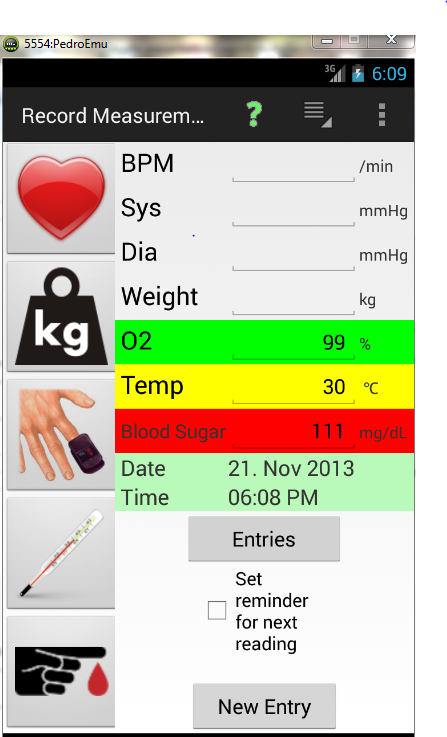 5554:PedroEmu
3G 6:09
Record Measurem... ?
BPM /min
Sys mmHg
Dia mmHg
Weight kg
kg
O2 99 %
Temp 30 °C
Blood Sugar 111 mg/dL
Date 21. Nov 2013
Time 06:08 PM
Entries
Set
reminder
for next
reading
New Entry